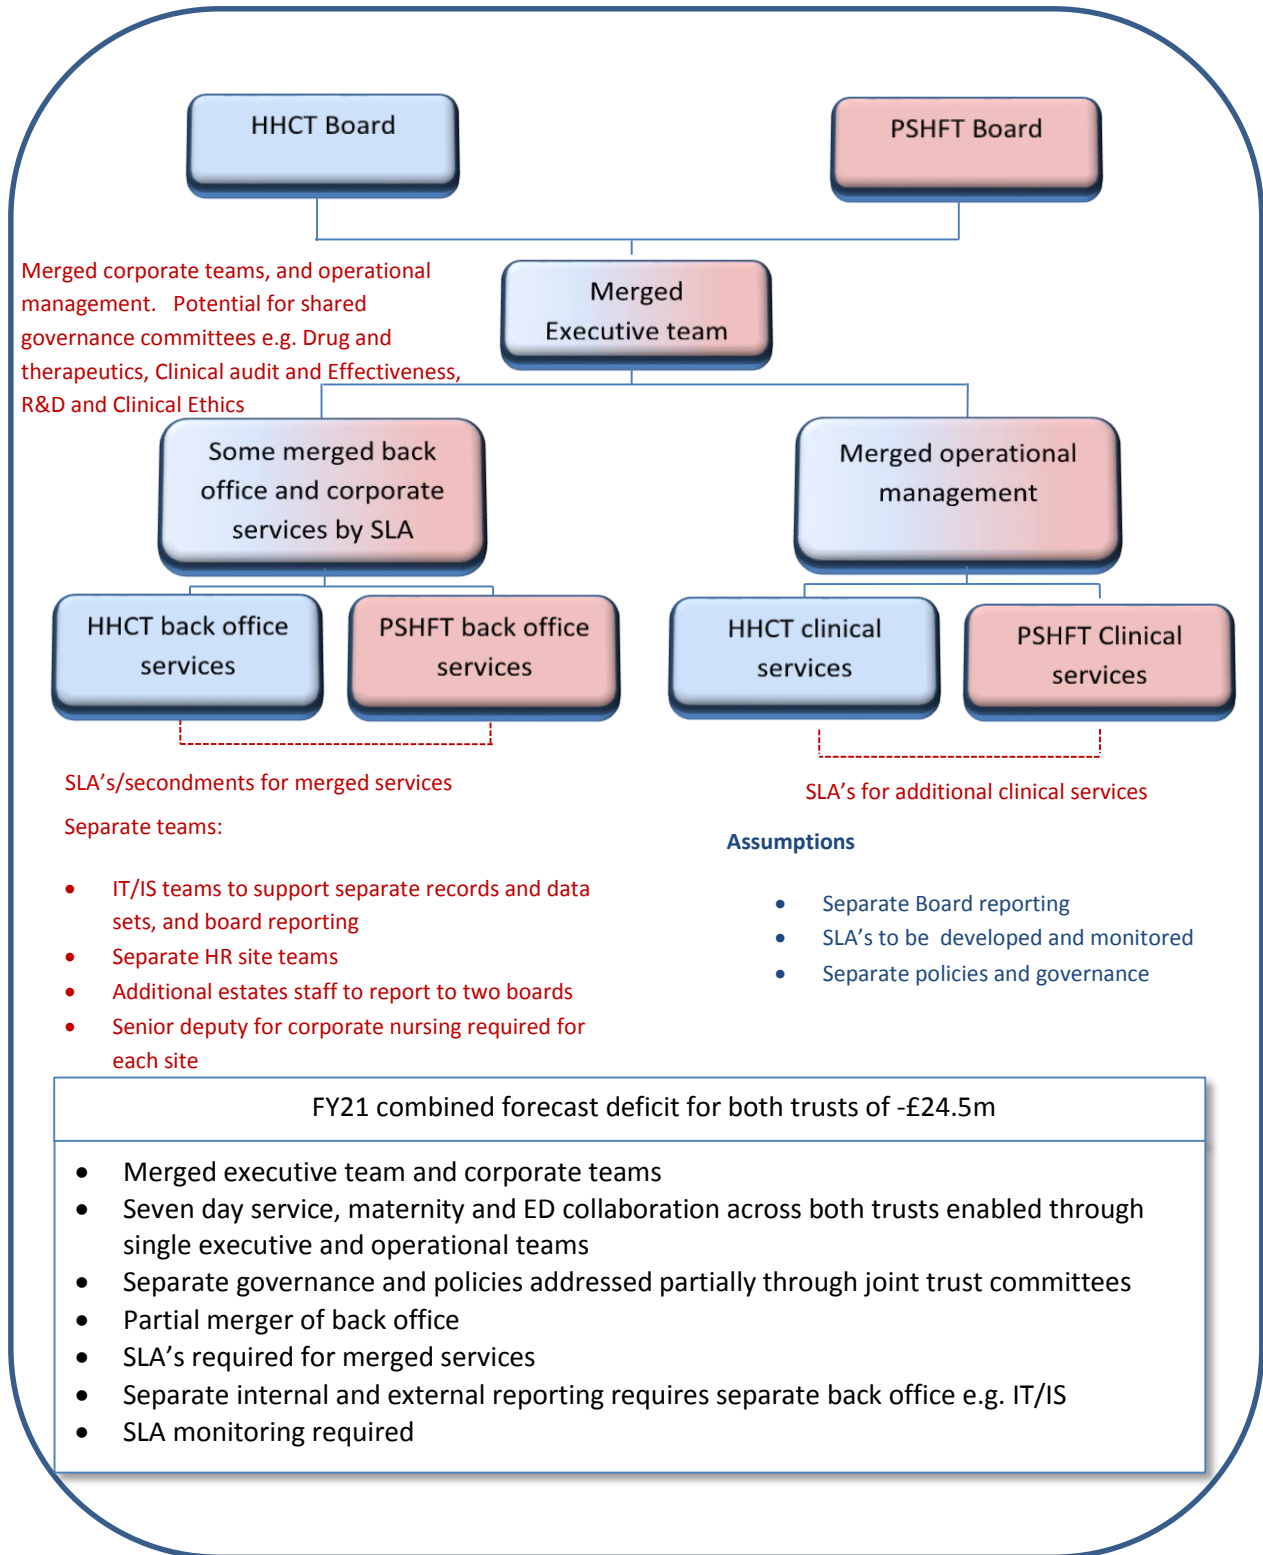 HHCT Board
PSHFT Board
Merged corporate teams, and operational
management.   Potential for shared
governance committees e.g. Drug and
therapeutics, Clinical audit and Effectiveness,
R&D and Clinical Ethics
Merged
Executive team
Some merged back
office and corporate
services by SLA
Merged operational
management
HHCT back office
services
PSHFT back office
services
HHCT clinical
services
PSHFT Clinical
services
SLA’s/secondments for merged services
SLA’s for additional clinical services
Separate teams:
• IT/IS teams to support separate records and data
sets, and board reporting
• Separate HR site teams
• Additional estates staff to report to two boards
• Senior deputy for corporate nursing required for
each site
Assumptions
• Separate Board reporting
• SLA’s to be  developed and monitored
• Separate policies and governance
FY21 combined forecast deficit for both trusts of -£24.5m
• Merged executive team and corporate teams
• Seven day service, maternity and ED collaboration across both trusts enabled through
single executive and operational teams
• Separate governance and policies addressed partially through joint trust committees
• Partial merger of back office
• SLA’s required for merged services
• Separate internal and external reporting requires separate back office e.g. IT/IS
• SLA monitoring required